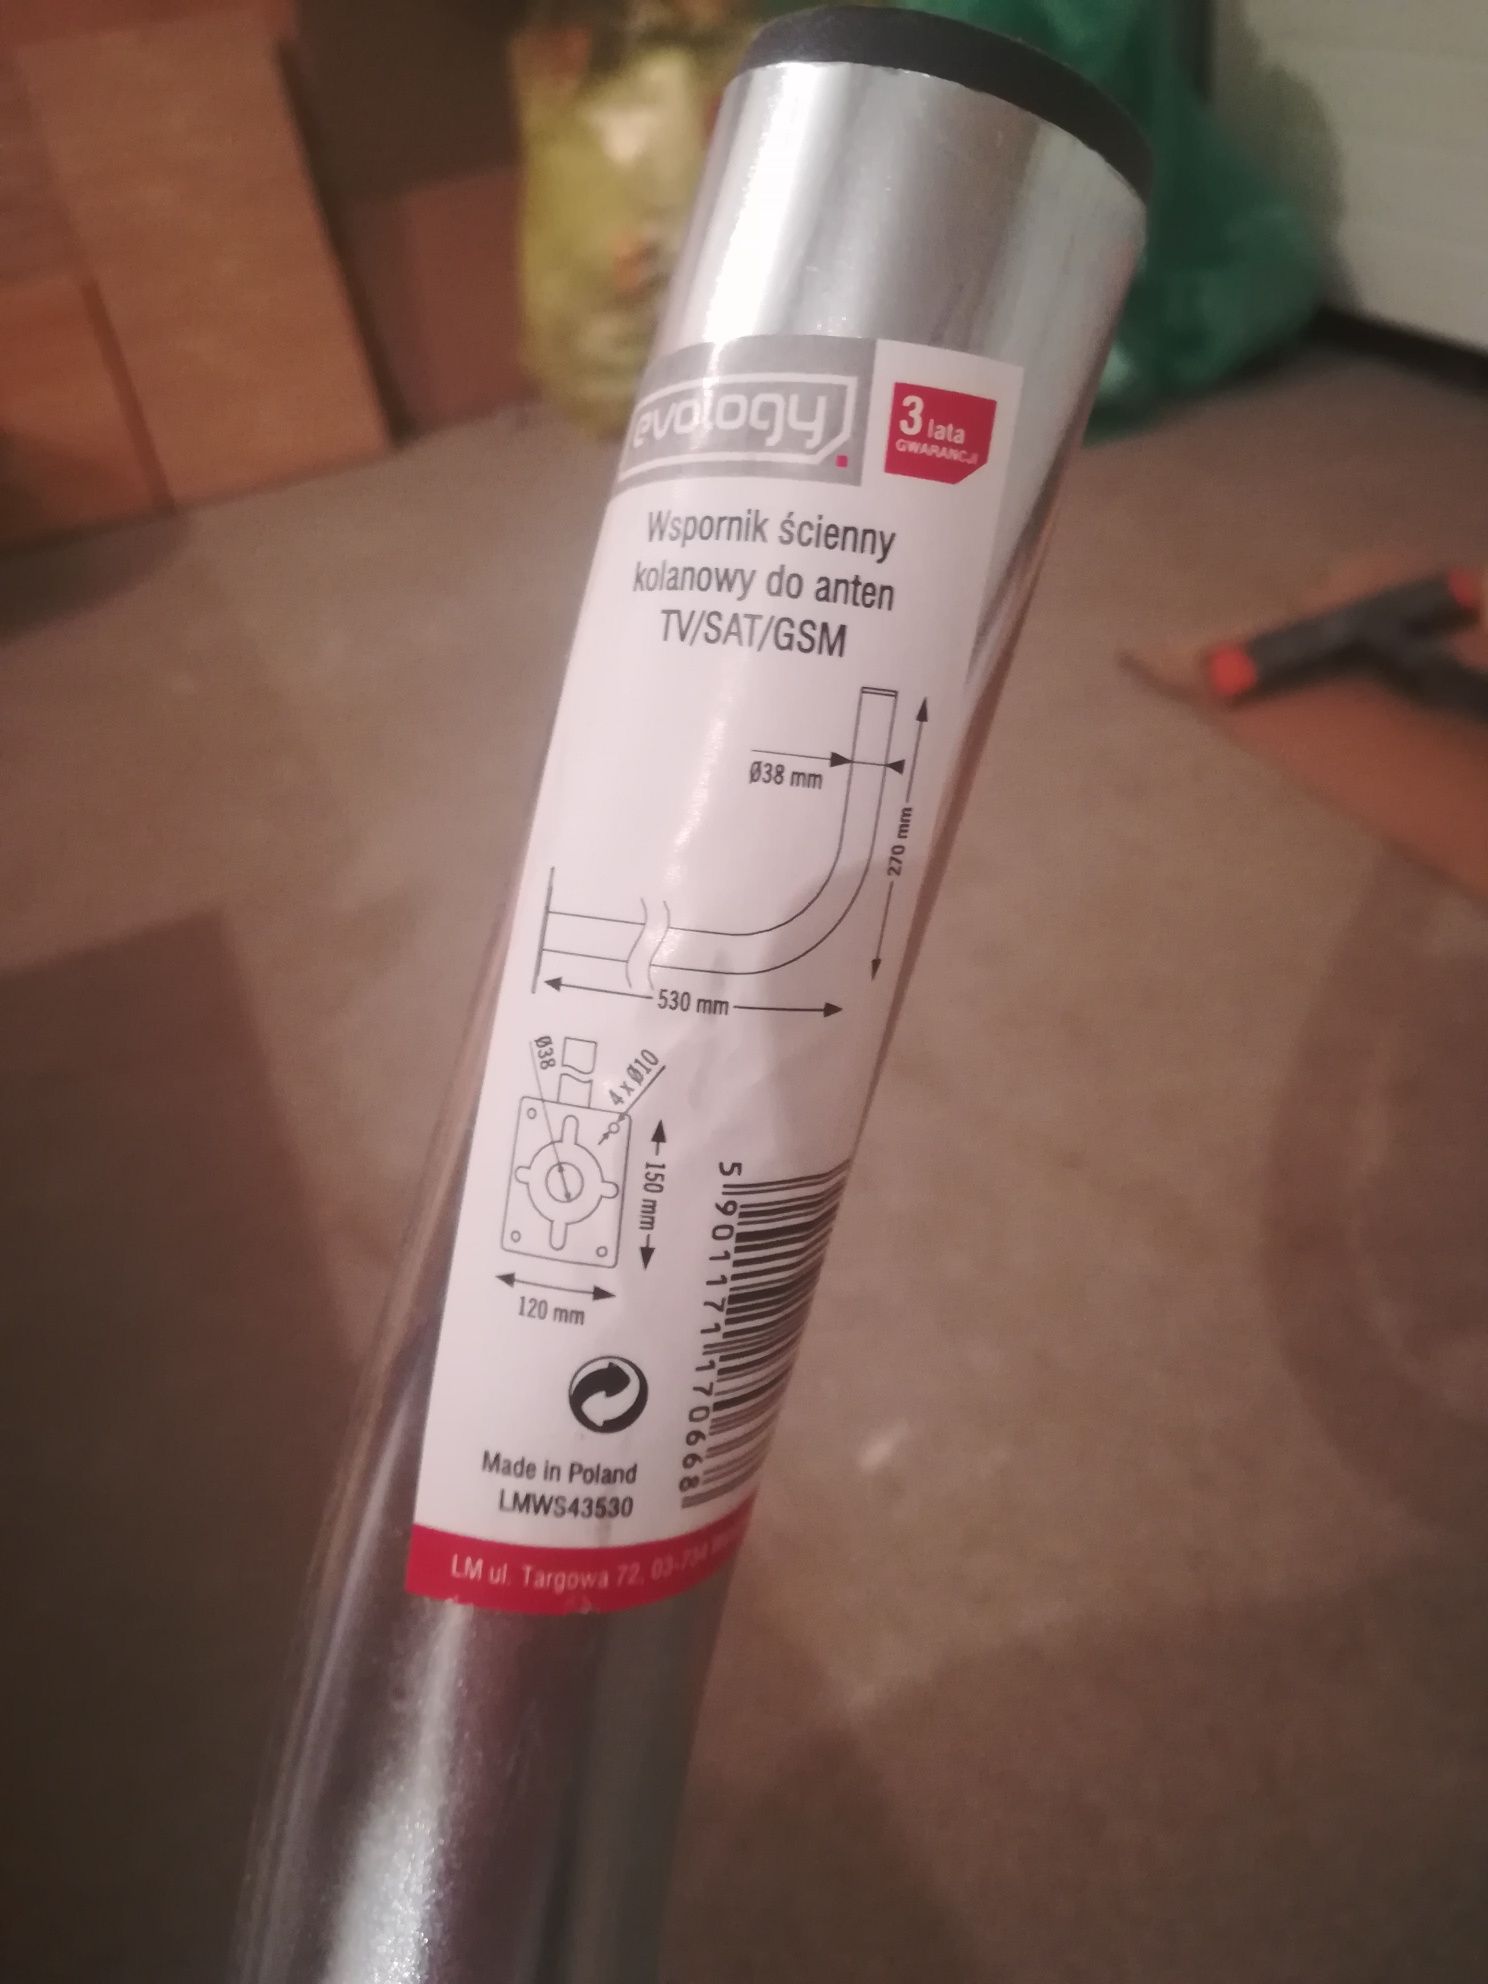 evology
3 lata
GWARANCJI
Wspornik ścienny
kolanowy do anten
TV/SAT/GSM
Ø38 mm
270 mm
530 mm
Ø38
4 x Ø10
150 mm
120 mm
5 901171 170668
Made in Poland
LMWS43530
LM ul. Targowa 72, 03-734